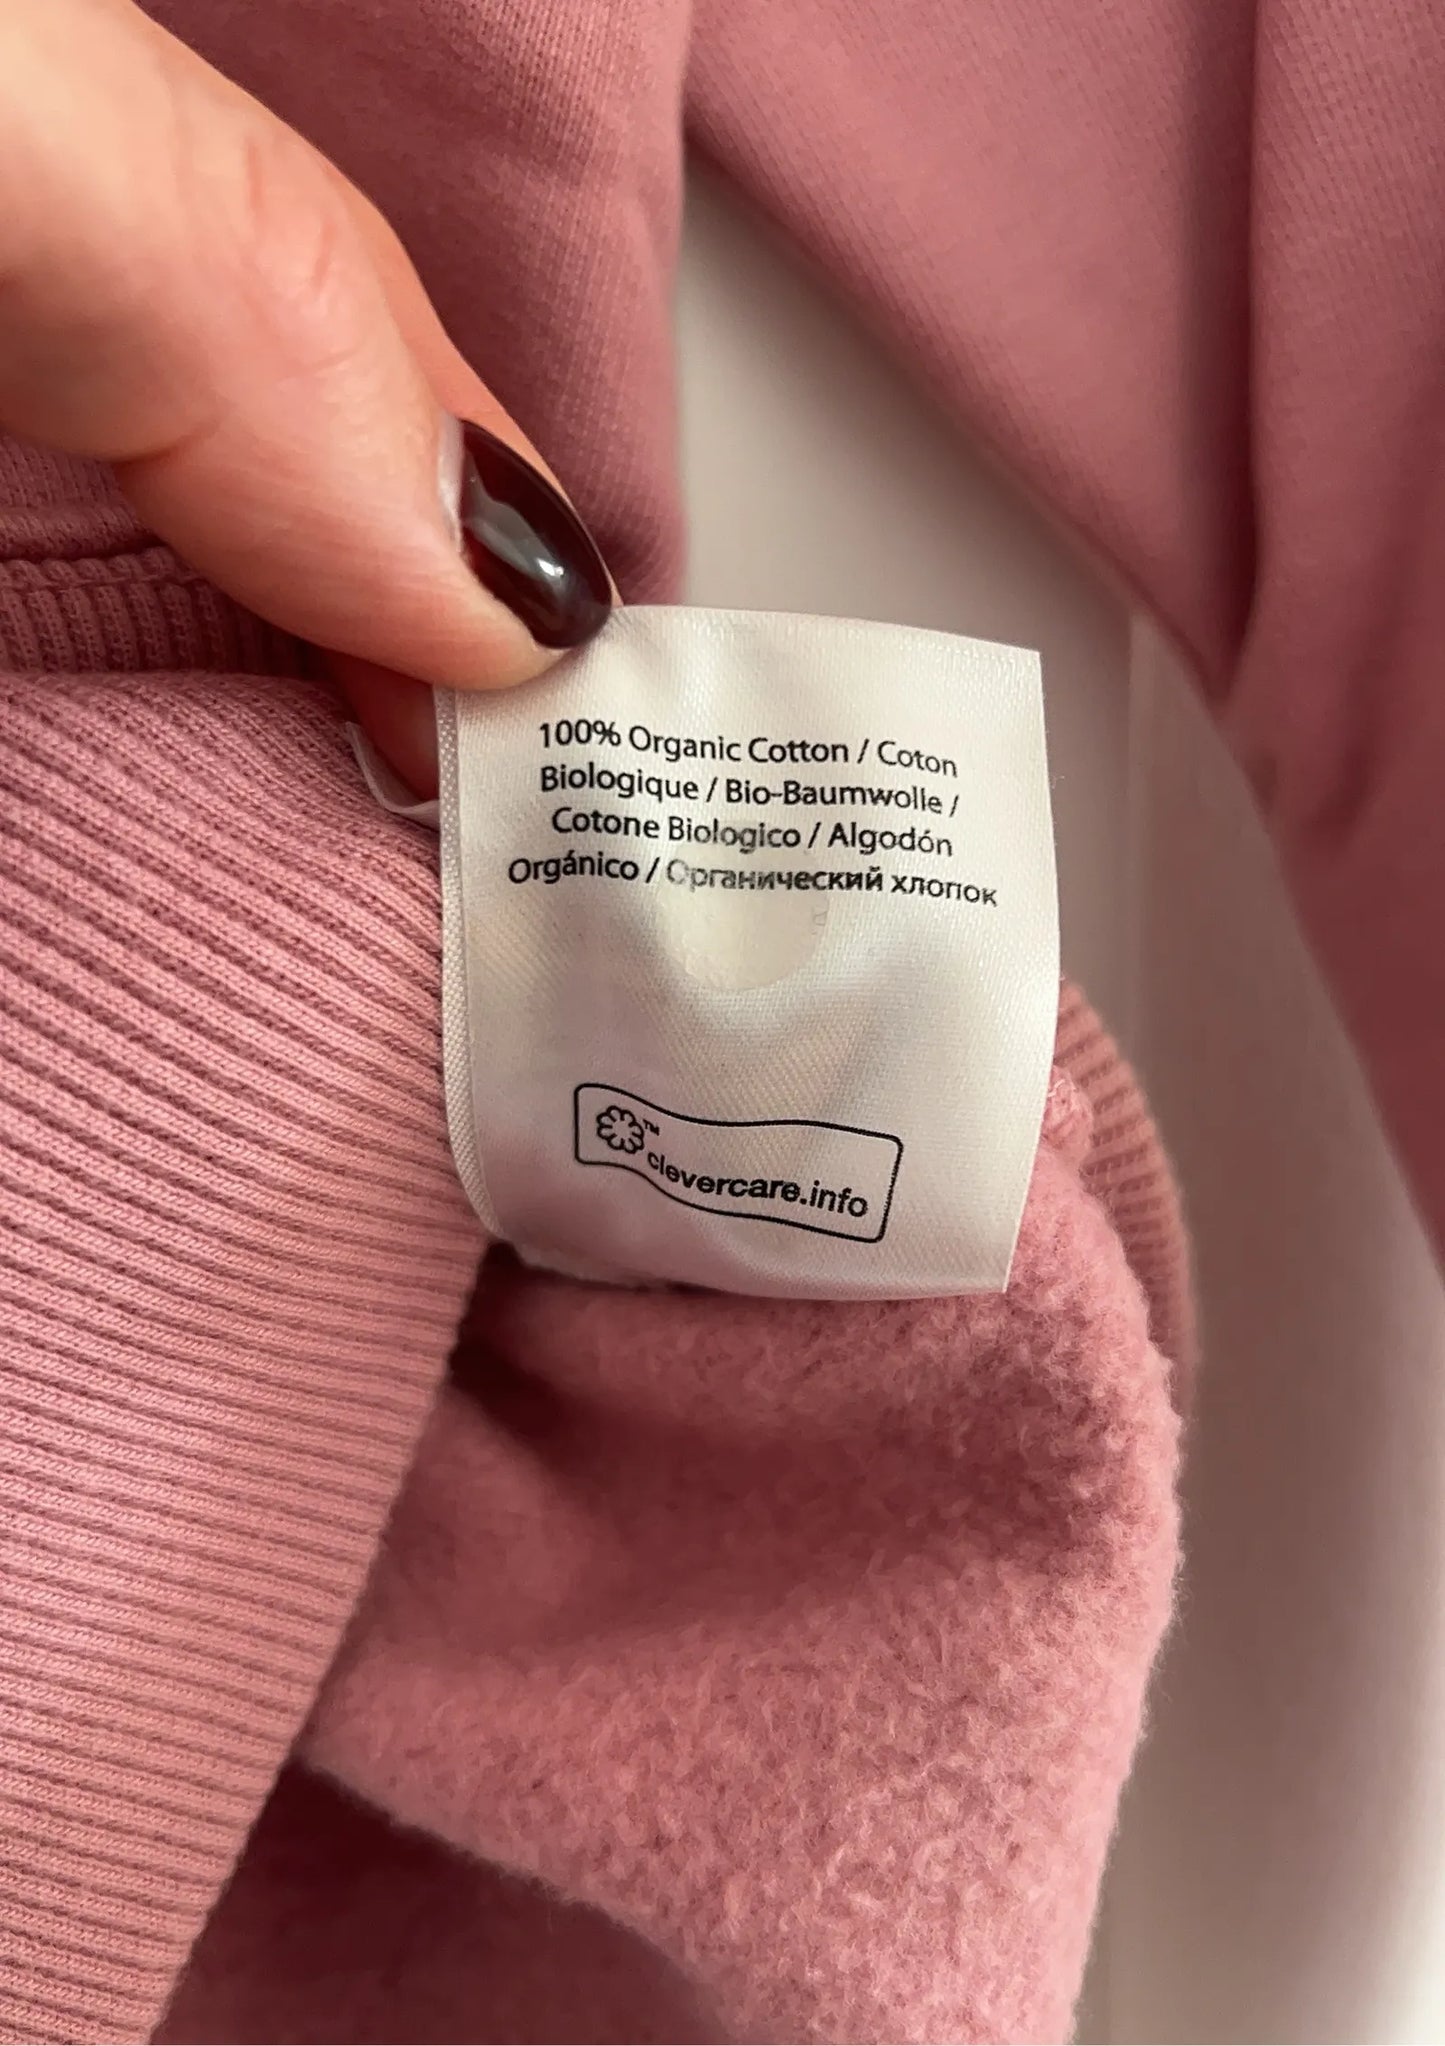 100% Organic Cotton / Coton
Biologique / Bio-Baumwolle /
Cotone Biologico / Algodón
Orgánico / Органический хлопок
™
clevercare.info